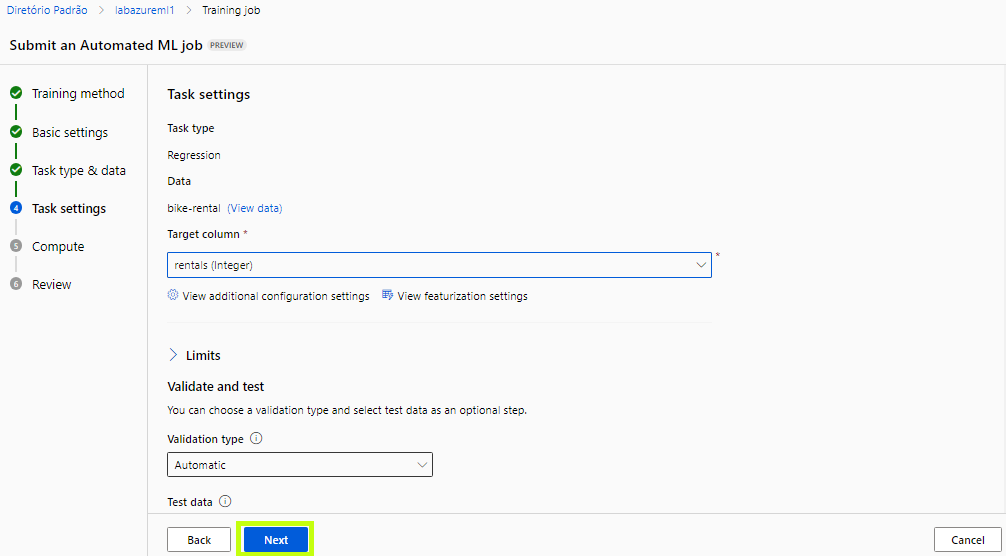 Diretório Padrão > labazureml1 > Training job
Submit an Automated ML job PREVIEW
Training method
Basic settings
Task type & data
4 Task settings
5 Compute
6 Review
Task settings
Task type
Regression
Data
bike-rental (View data)
Target column *
rentals (Integer) *
View additional configuration settings View featurization settings
Limits
Validate and test
You can choose a validation type and select test data as an optional step.
Validation type
Automatic
Test data
Back Next Cancel